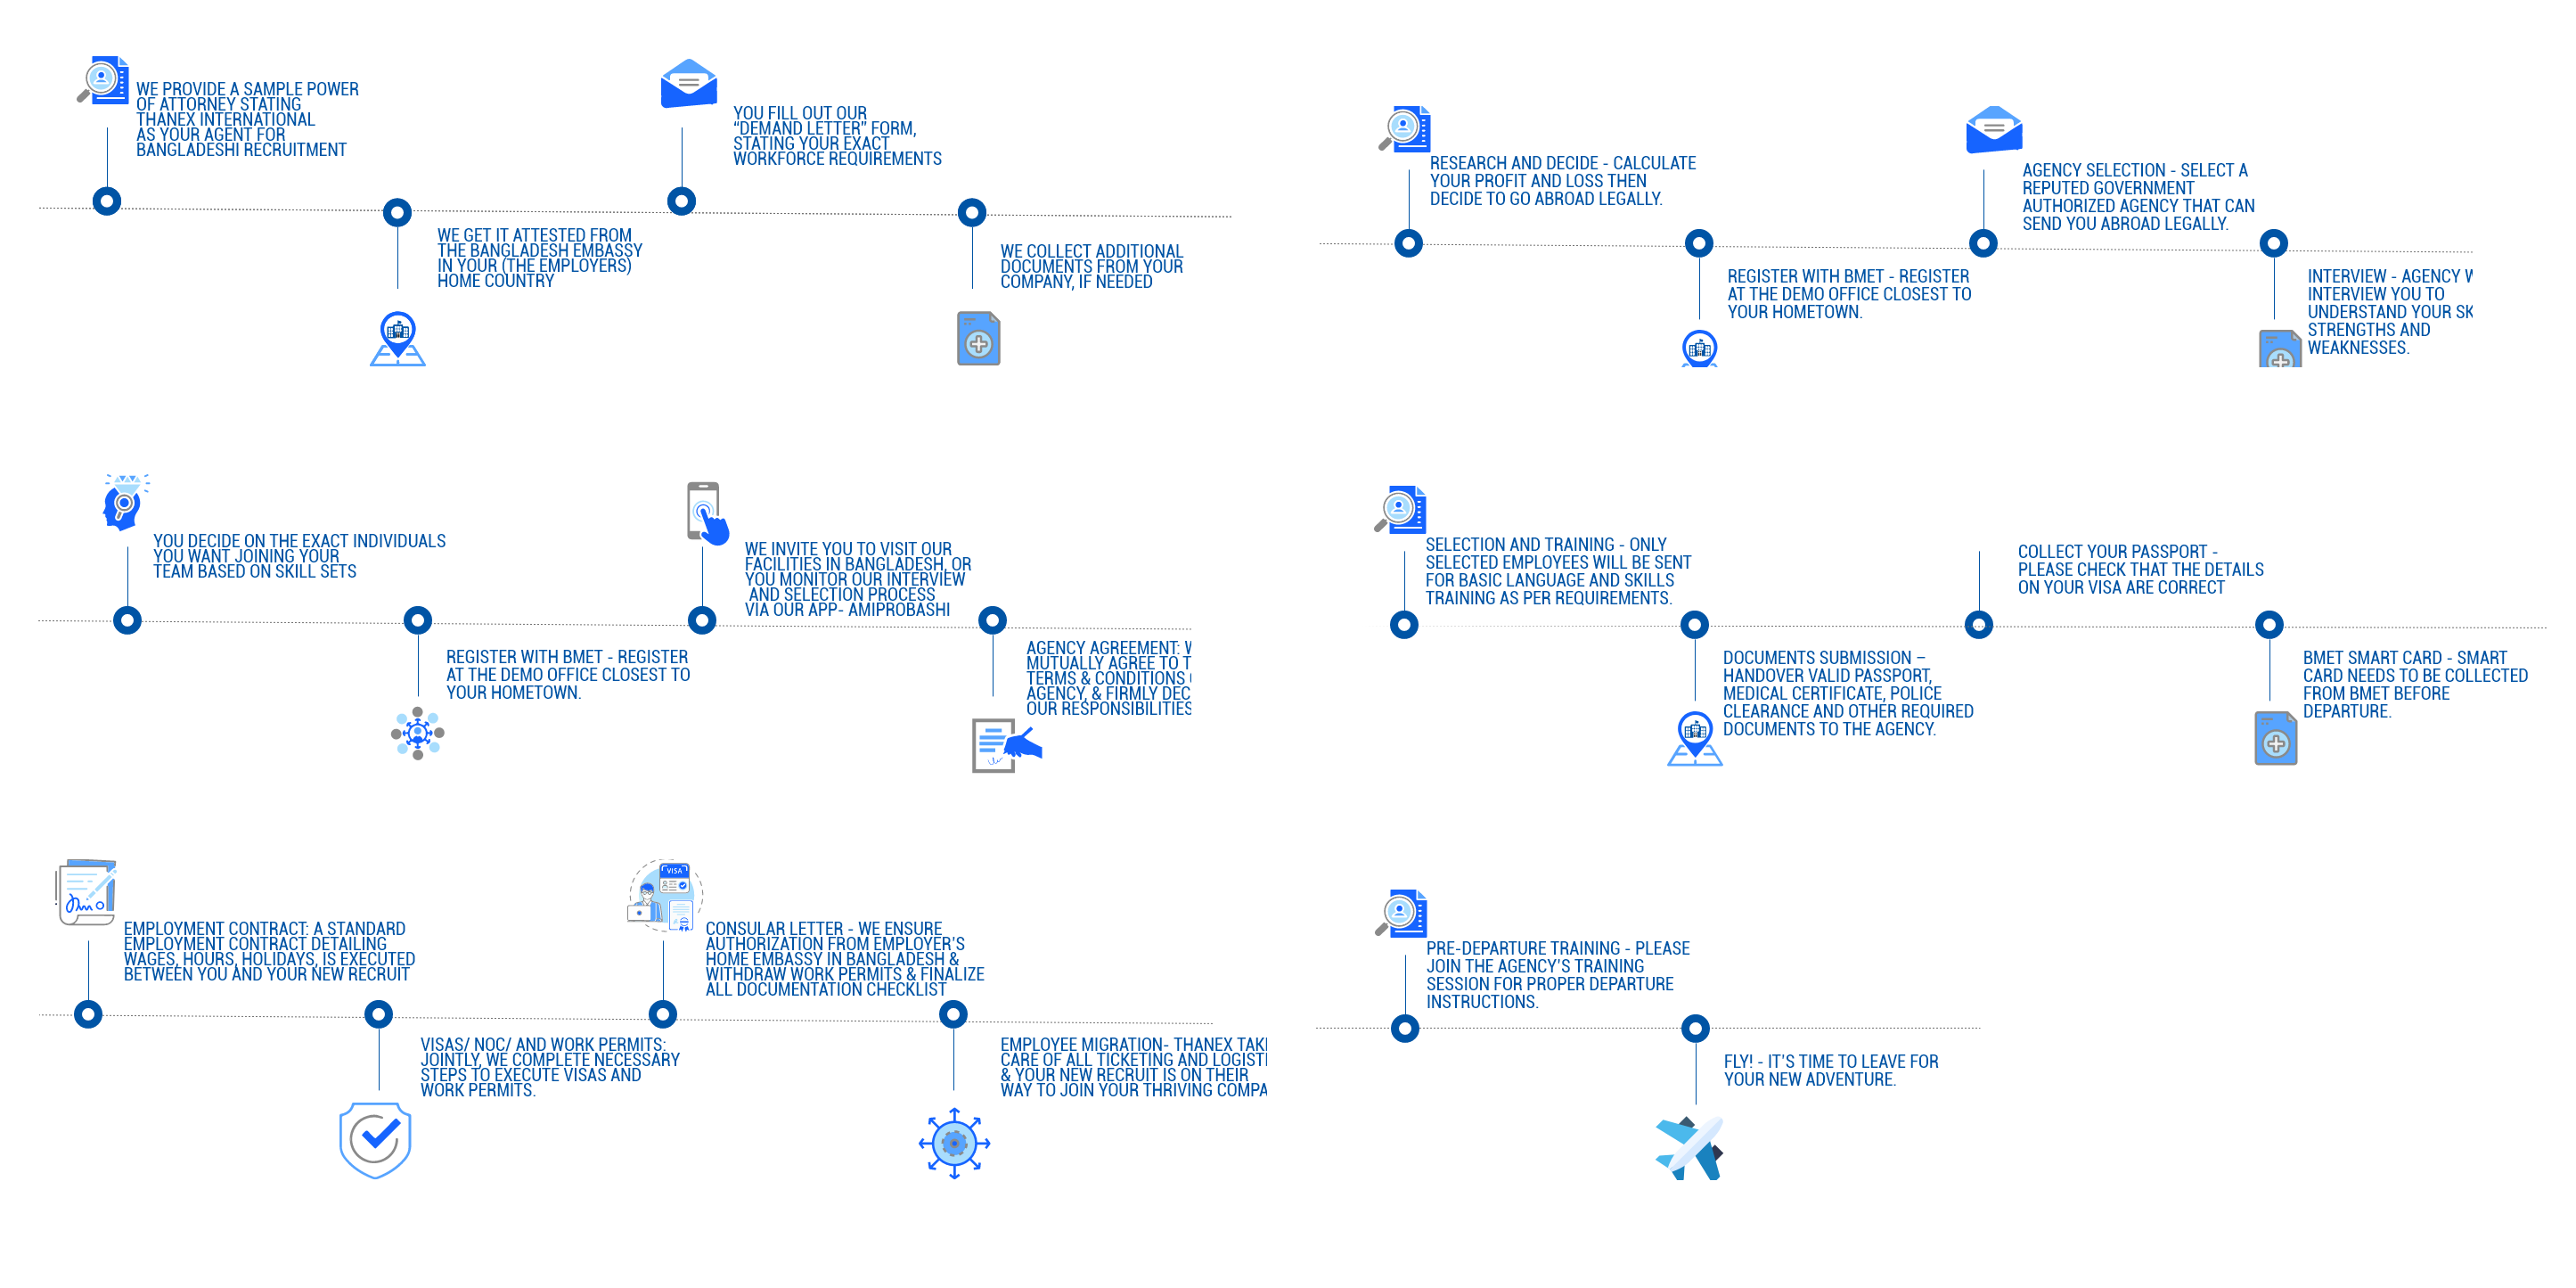 WE PROVIDE A SAMPLE POWER
OF ATTORNEY STATING
THANEX INTERNATIONAL
AS YOUR AGENT FOR
BANGLADESHI RECRUITMENT
WE GET IT ATTESTED FROM
THE BANGLADESH EMBASSY
IN YOUR (THE EMPLOYERS)
HOME COUNTRY
YOU FILL OUT OUR
“DEMAND LETTER” FORM,
STATING YOUR EXACT
WORKFORCE REQUIREMENTS
WE COLLECT ADDITIONAL
DOCUMENTS FROM YOUR
COMPANY, IF NEEDED
RESEARCH AND DECIDE - CALCULATE
YOUR PROFIT AND LOSS THEN
DECIDE TO GO ABROAD LEGALLY.
REGISTER WITH BMET - REGISTER
AT THE DEMO OFFICE CLOSEST TO
YOUR HOMETOWN.
AGENCY SELECTION - SELECT A
REPUTED GOVERNMENT
AUTHORIZED AGENCY THAT CAN
SEND YOU ABROAD LEGALLY.
INTERVIEW - AGENCY
INTERVIEW YOU TO
UNDERSTAND YOUR
STRENGTHS AND
WEAKNESSES.
YOU DECIDE ON THE EXACT INDIVIDUALS
YOU WANT JOINING YOUR
TEAM BASED ON SKILL SETS
REGISTER WITH BMET - REGISTER
AT THE DEMO OFFICE CLOSEST TO
YOUR HOMETOWN.
WE INVITE YOU TO VISIT OUR
FACILITIES IN BANGLADESH, OR
YOU MONITOR OUR INTERVIEW
AND SELECTION PROCESS
VIA OUR APP- AMIPROBASHI
AGENCY AGREEMENT:
MUTUALLY AGREE TO
TERMS & CONDITIONS
AGENCY, & FIRMLY
OUR RESPONSIBILITIES
SELECTION AND TRAINING - ONLY
SELECTED EMPLOYEES WILL BE SENT
FOR BASIC LANGUAGE AND SKILLS
TRAINING AS PER REQUIREMENTS.
DOCUMENTS SUBMISSION –
HANDOVER VALID PASSPORT,
MEDICAL CERTIFICATE, POLICE
CLEARANCE AND OTHER REQUIRED
DOCUMENTS TO THE AGENCY.
COLLECT YOUR PASSPORT -
PLEASE CHECK THAT THE DETAILS
ON YOUR VISA ARE CORRECT
BMET SMART CARD - SMART
CARD NEEDS TO BE COLLECTED
FROM BMET BEFORE
DEPARTURE.
EMPLOYMENT CONTRACT: A STANDARD
EMPLOYMENT CONTRACT DETAILING
WAGES, HOURS, HOLIDAYS, IS EXECUTED
BETWEEN YOU AND YOUR NEW RECRUIT
VISAS/ NOC/ AND WORK PERMITS:
JOINTLY, WE COMPLETE NECESSARY
STEPS TO EXECUTE VISAS AND
WORK PERMITS.
VISA
CONSULAR LETTER - WE ENSURE
AUTHORIZATION FROM EMPLOYER'S
HOME EMBASSY IN BANGLADESH &
WITHDRAW WORK PERMITS & FINALIZE
ALL DOCUMENTATION CHECKLIST
EMPLOYEE MIGRATION- THANEX
CARE OF ALL TICKETING AND
& YOUR NEW RECRUIT IS ON THEIR
WAY TO JOIN YOUR THRIVING
PRE-DEPARTURE TRAINING - PLEASE
JOIN THE AGENCY'S TRAINING
SESSION FOR PROPER DEPARTURE
INSTRUCTIONS.
FLY! - IT'S TIME TO LEAVE FOR
YOUR NEW ADVENTURE.